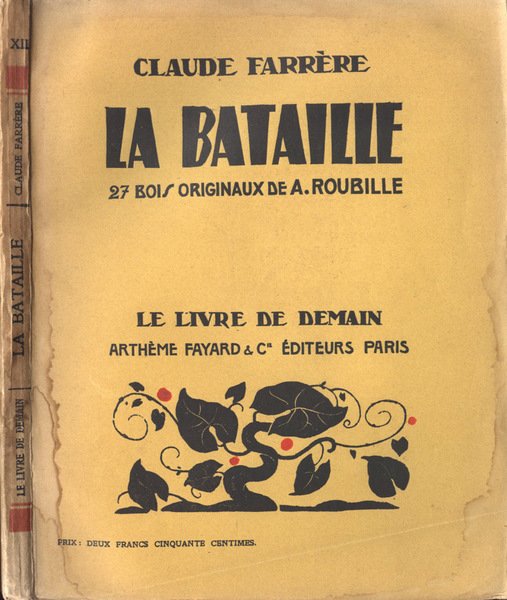 XII
CLAUDE FARRÈRE
LA BATAILLE
LE LIVRE DE DEMAIN
CLAUDE FARRÈRE
LA BATAILLE
27 BOIS ORIGINAUX DE A. ROUBILLE
LE LIVRE DE DEMAIN
ARTHÈME FAYARD & Cie ÉDITEURS PARIS
PRIX : DEUX FRANCS CINQUANTE CENTIMES.